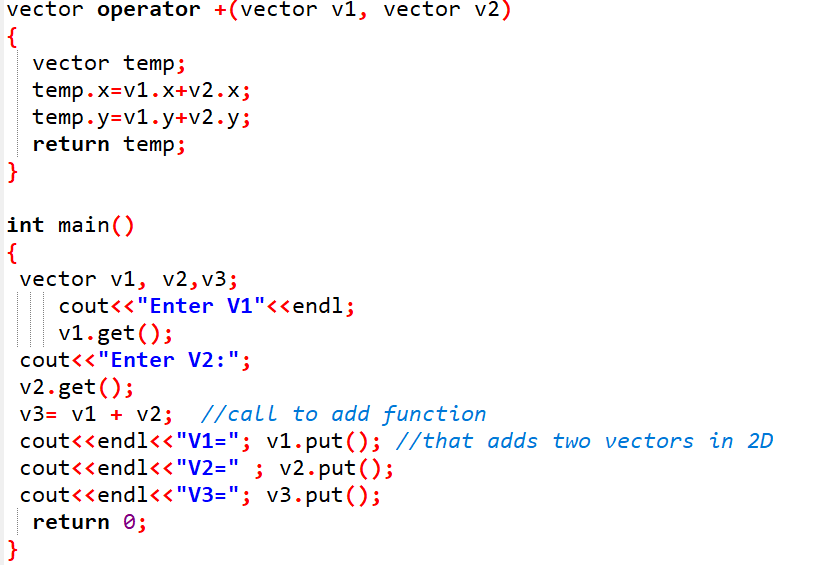 vector operator +(vector v1, vector v2)
{
vector temp;
temp.x=v1.x+v2.x;
temp.y=v1.y+v2.y;
return temp;
}
int main()
{
vector v1, v2,v3;
cout<<"Enter V1"<<endl;
v1.get();
cout<<"Enter V2:";
v2.get();
v3= v1 + v2;  //call to add function
cout<<endl<<"V1="; v1.put(); //that adds two vectors in 2D
cout<<endl<<"V2=" ; v2.put();
cout<<endl<<"V3="; v3.put();
return 0;
}